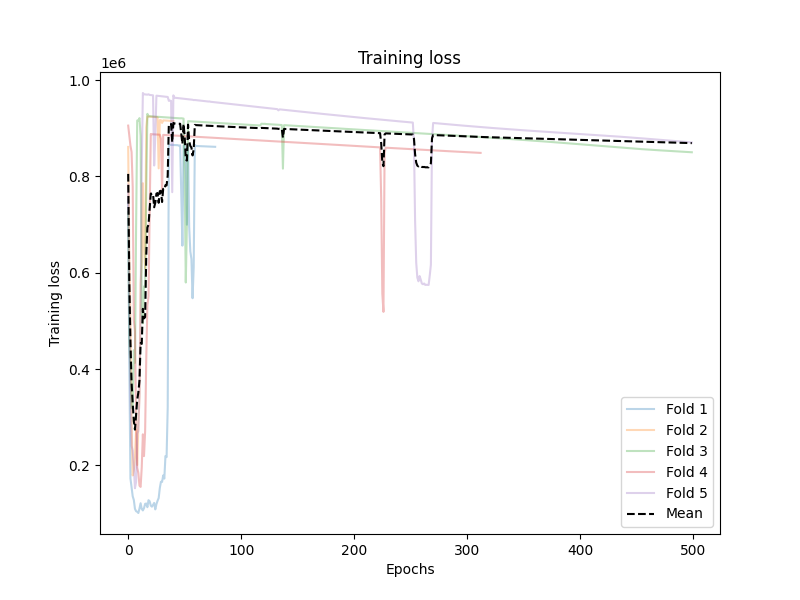 Training loss
1e6
1.0
0.8
0.6
0.4
0.2
Training loss
0
100
200
300
400
500
Epochs
Fold 1
Fold 2
Fold 3
Fold 4
Fold 5
Mean